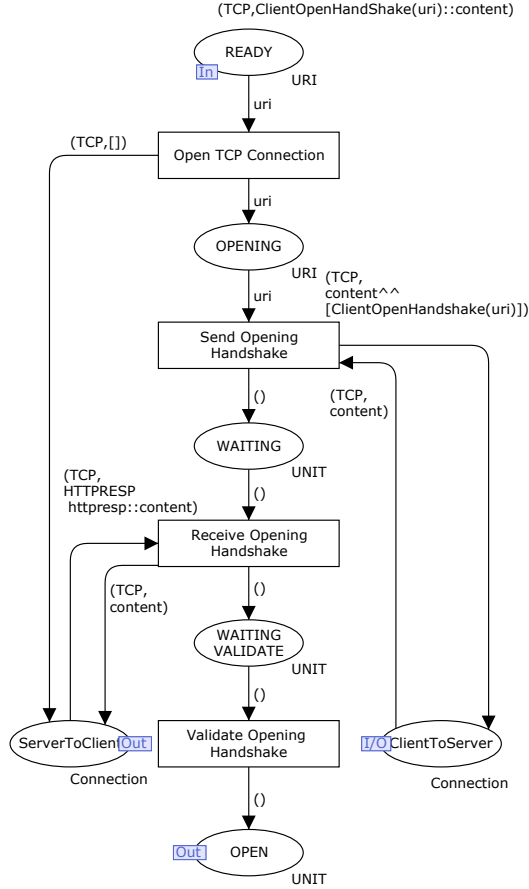 (TCP,ClientOpenHandShake(uri)::content)
READY
In
URI
uri
(TCP,[])
Open TCP Connection
uri
OPENING
URI
uri
(TCP,
content^^
[ClientOpenHandshake(uri)])
Send Opening
Handshake
()
(TCP,
content)
WAITING
UNIT
(TCP,
HTTPRESP
httpresp::content)
()
Receive Opening
Handshake
(TCP,
content)
()
WAITING
VALIDATE
UNIT
()
ServerToClient
Out
Validate Opening
Handshake
I/O
ClientToServer
Connection
Connection
()
Out
OPEN
UNIT